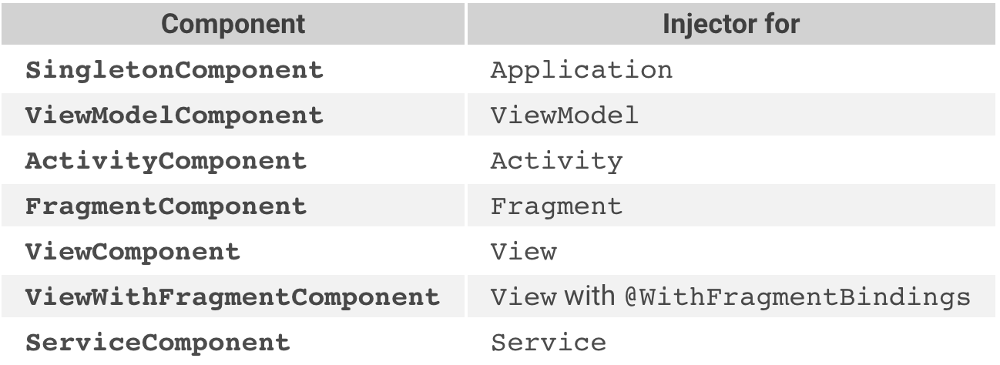 Component Injector for
SingletonComponent Application
ViewModelComponent ViewModel
ActivityComponent Activity
FragmentComponent Fragment
ViewComponent View
ViewWithFragmentComponent View with @WithFragmentBindings
ServiceComponent Service